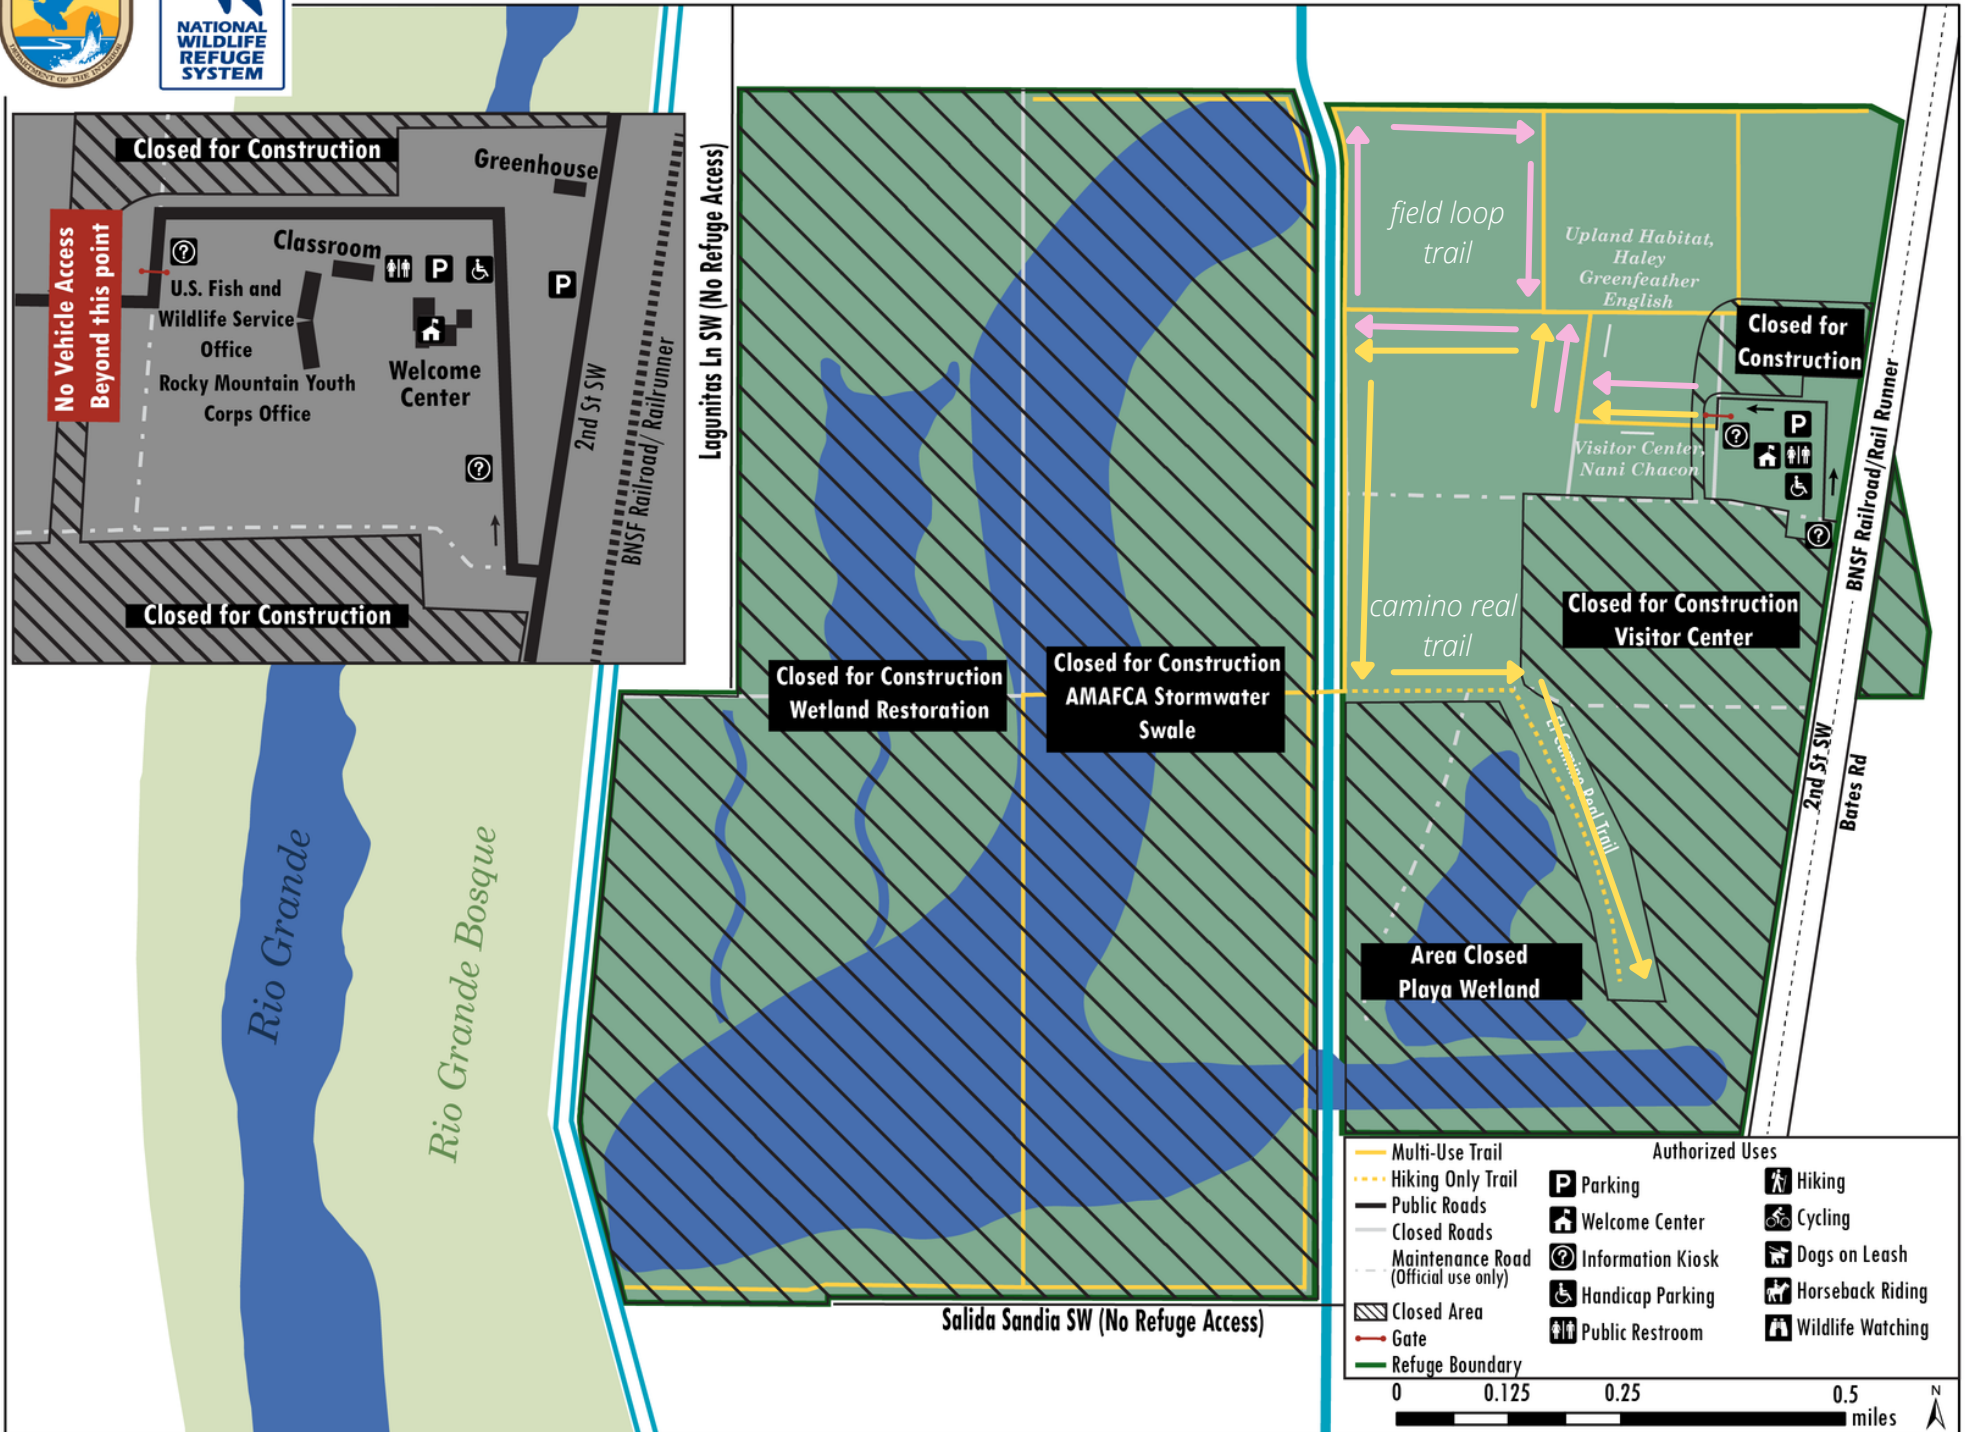 DEPARTMENT OF THE INTERIOR
NATIONAL
WILDLIFE
REFUGE
SYSTEM
Closed for Construction
Greenhouse
No Vehicle Access
Beyond this point
Classroom
P
P
?
U.S. Fish and
Wildlife Service
Office
Rocky Mountain Youth
Corps Office
Welcome
Center
?
2nd St SW
BNSF Railroad/ Railrunner
Closed for Construction
Lagunitas Ln SW (No Refuge Access)
field loop
trail
Upland Habitat,
Haley
Greenfeather
English
Closed for
Construction
P
?
Visitor Center,
Nani Chacon
?
BNSF Railroad/Rail Runner
camino real
trail
Closed for Construction
Visitor Center
Closed for Construction
Wetland Restoration
Closed for Construction
AMAFCA Stormwater
Swale
El Camino Real Trail
2nd St SW
Bates Rd
Rio Grande
Rio Grande Bosque
Area Closed
Playa Wetland
Salida Sandia SW (No Refuge Access)
Multi-Use Trail
Hiking Only Trail
Public Roads
Closed Roads
Maintenance Road
(Official use only)
Closed Area
Gate
Refuge Boundary
Authorized Uses
P Parking
Welcome Center
? Information Kiosk
Handicap Parking
Public Restroom
Hiking
Cycling
Dogs on Leash
Horseback Riding
Wildlife Watching
0 0.125 0.25 0.5
miles
N